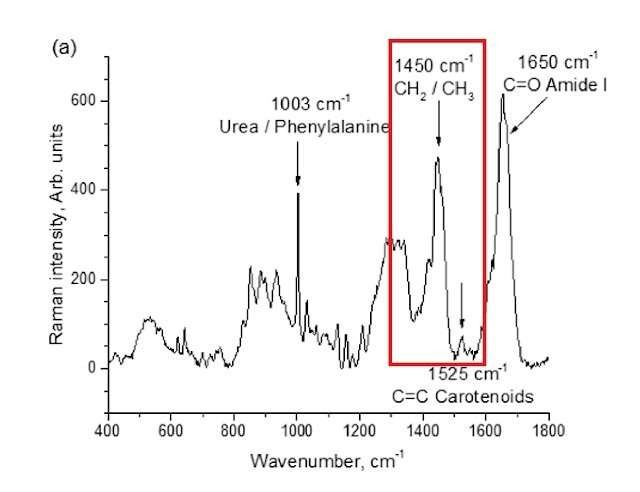 (a)
1450 cm⁻¹
CH₂ / CH₃
1650 cm⁻¹
C=O Amide I
1003 cm⁻¹
Urea / Phenylalanine
1525 cm⁻¹
C=C Carotenoids
Raman intensity, Arb. units
600
400
200
0
400 600 800 1000 1200 1400 1600 1800
Wavenumber, cm⁻¹